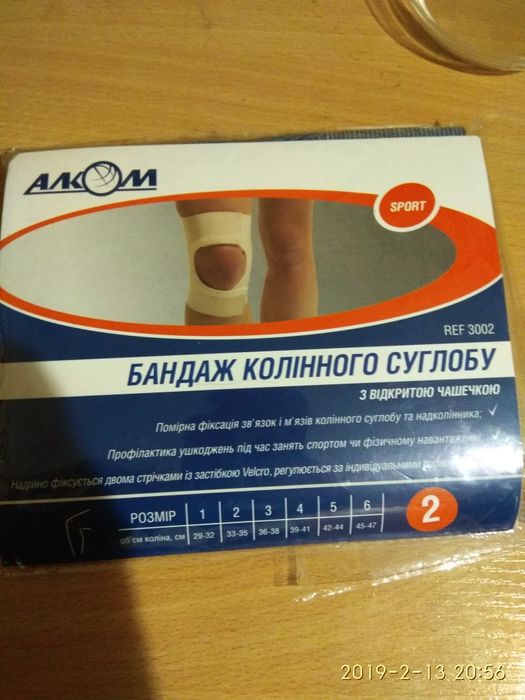 АЛКОМ
SPORT
REF 3002
БАНДАЖ КОЛІННОГО СУГЛОБУ
З ВІДКРИТОЮ ЧАШЕЧКОЮ
Помірна фіксація зв'язок і м'язів колінного суглобу та надколінника;
Профілактика ушкоджень під час занять спортом чи фізичному навантаженні;
Надійно фіксується двома стрічками із застібкою Velcro, регулюється за індивідуальними
РОЗМІР 1 2 3 4 5 6
об'єм коліна, см 29-32 33-35 36-38 39-41 42-44 45-47
2
2019-2-13 20:56